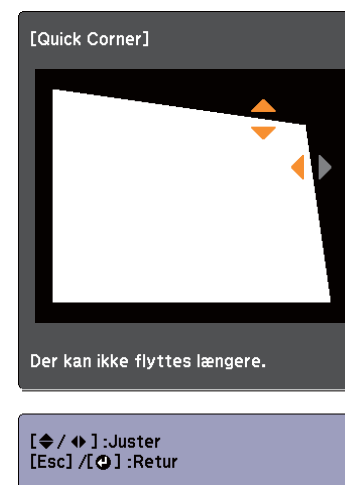 [Quick Corner]
Der kan ikke flyttes længere.
[◆/◆] :Juster
[Esc] /[⏎] :Retur